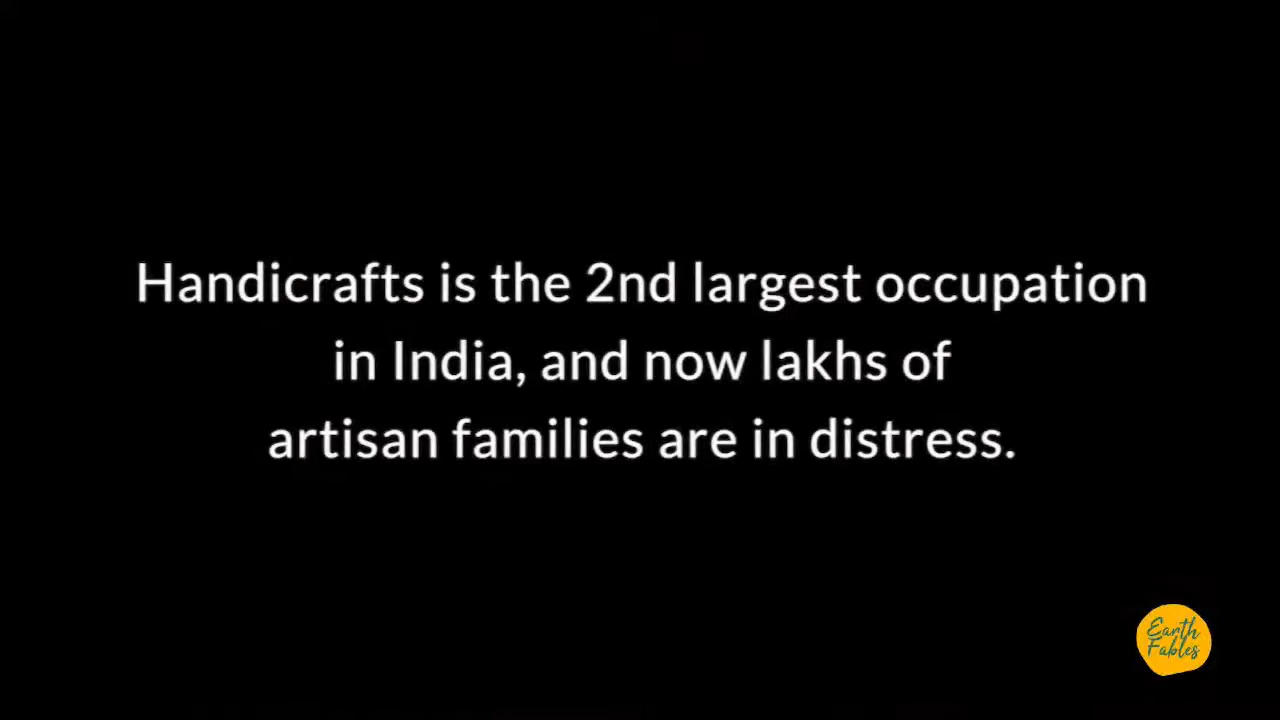 Handicrafts is the 2nd largest occupation
in India, and now lakhs of
artisan families are in distress.
Earth
Fables